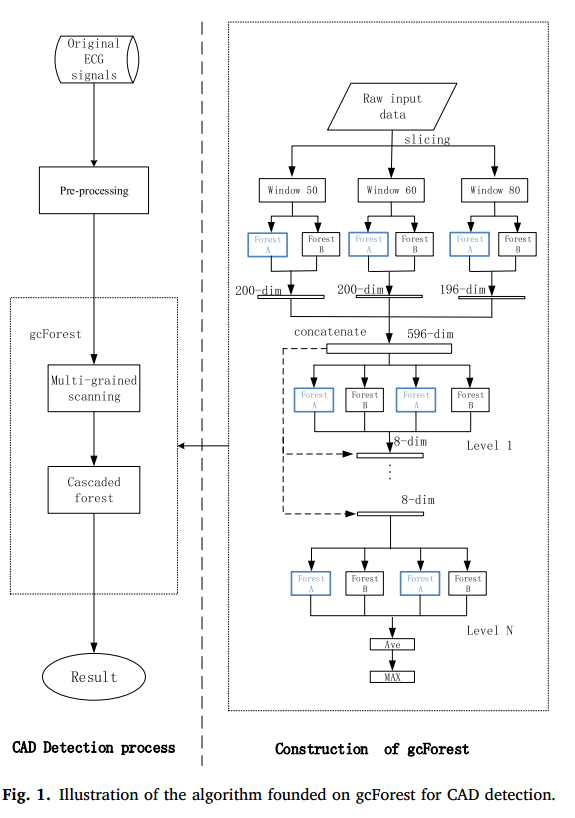 Original
ECG
signals
Pre-processing
gcForest
Multi-grained
scanning
Cascaded
forest
Result
CAD Detection process
Raw input
data
slicing
Window 50
Window 60
Window 80
Forest
A
Forest
B
Forest
A
Forest
B
Forest
A
Forest
B
200-dim
200-dim
196-dim
concatenate
596-dim
Forest
A
Forest
B
Forest
A
Forest
B
8-dim
Level 1
8-dim
Forest
A
Forest
B
Forest
A
Forest
B
Level N
Ave
MAX
Construction of gcForest
Fig. 1. Illustration of the algorithm founded on gcForest for CAD detection.